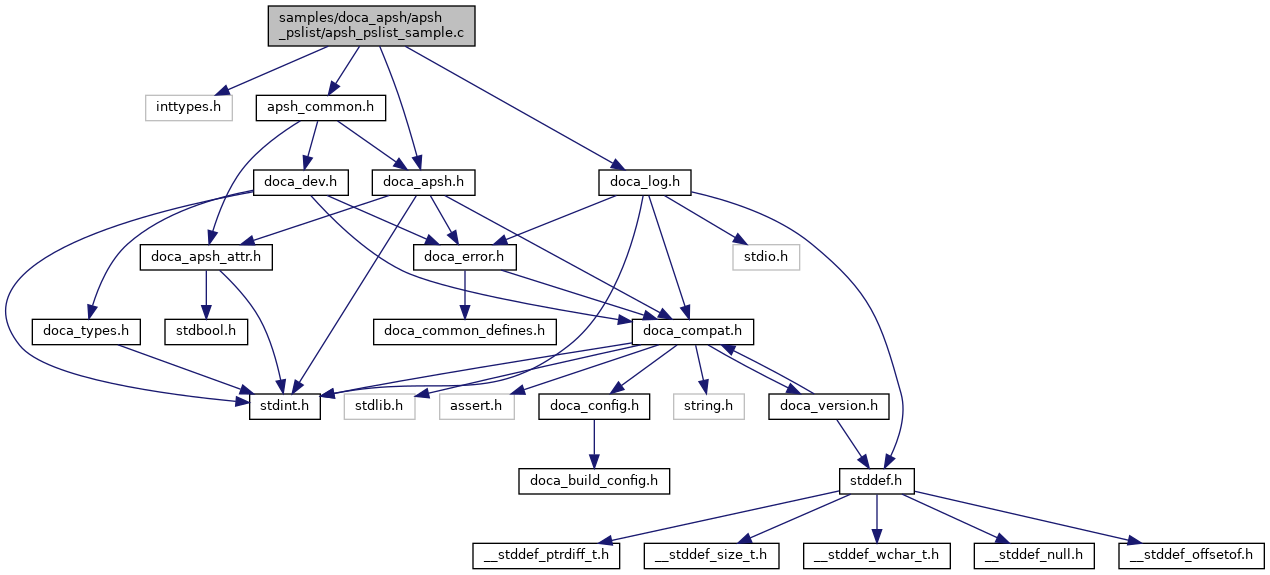 samples/doca_apsh/apsh
_pslist/apsh_pslist_sample.c
inttypes.h
apsh_common.h
doca_dev.h
doca_apsh.h
doca_log.h
doca_apsh_attr.h
doca_error.h
stdio.h
doca_types.h
stdbool.h
doca_common_defines.h
doca_compat.h
stdint.h
stdlib.h
assert.h
doca_config.h
string.h
doca_version.h
doca_build_config.h
stddef.h
__stddef_ptrdiff_t.h
__stddef_size_t.h
__stddef_wchar_t.h
__stddef_null.h
__stddef_offsetof.h